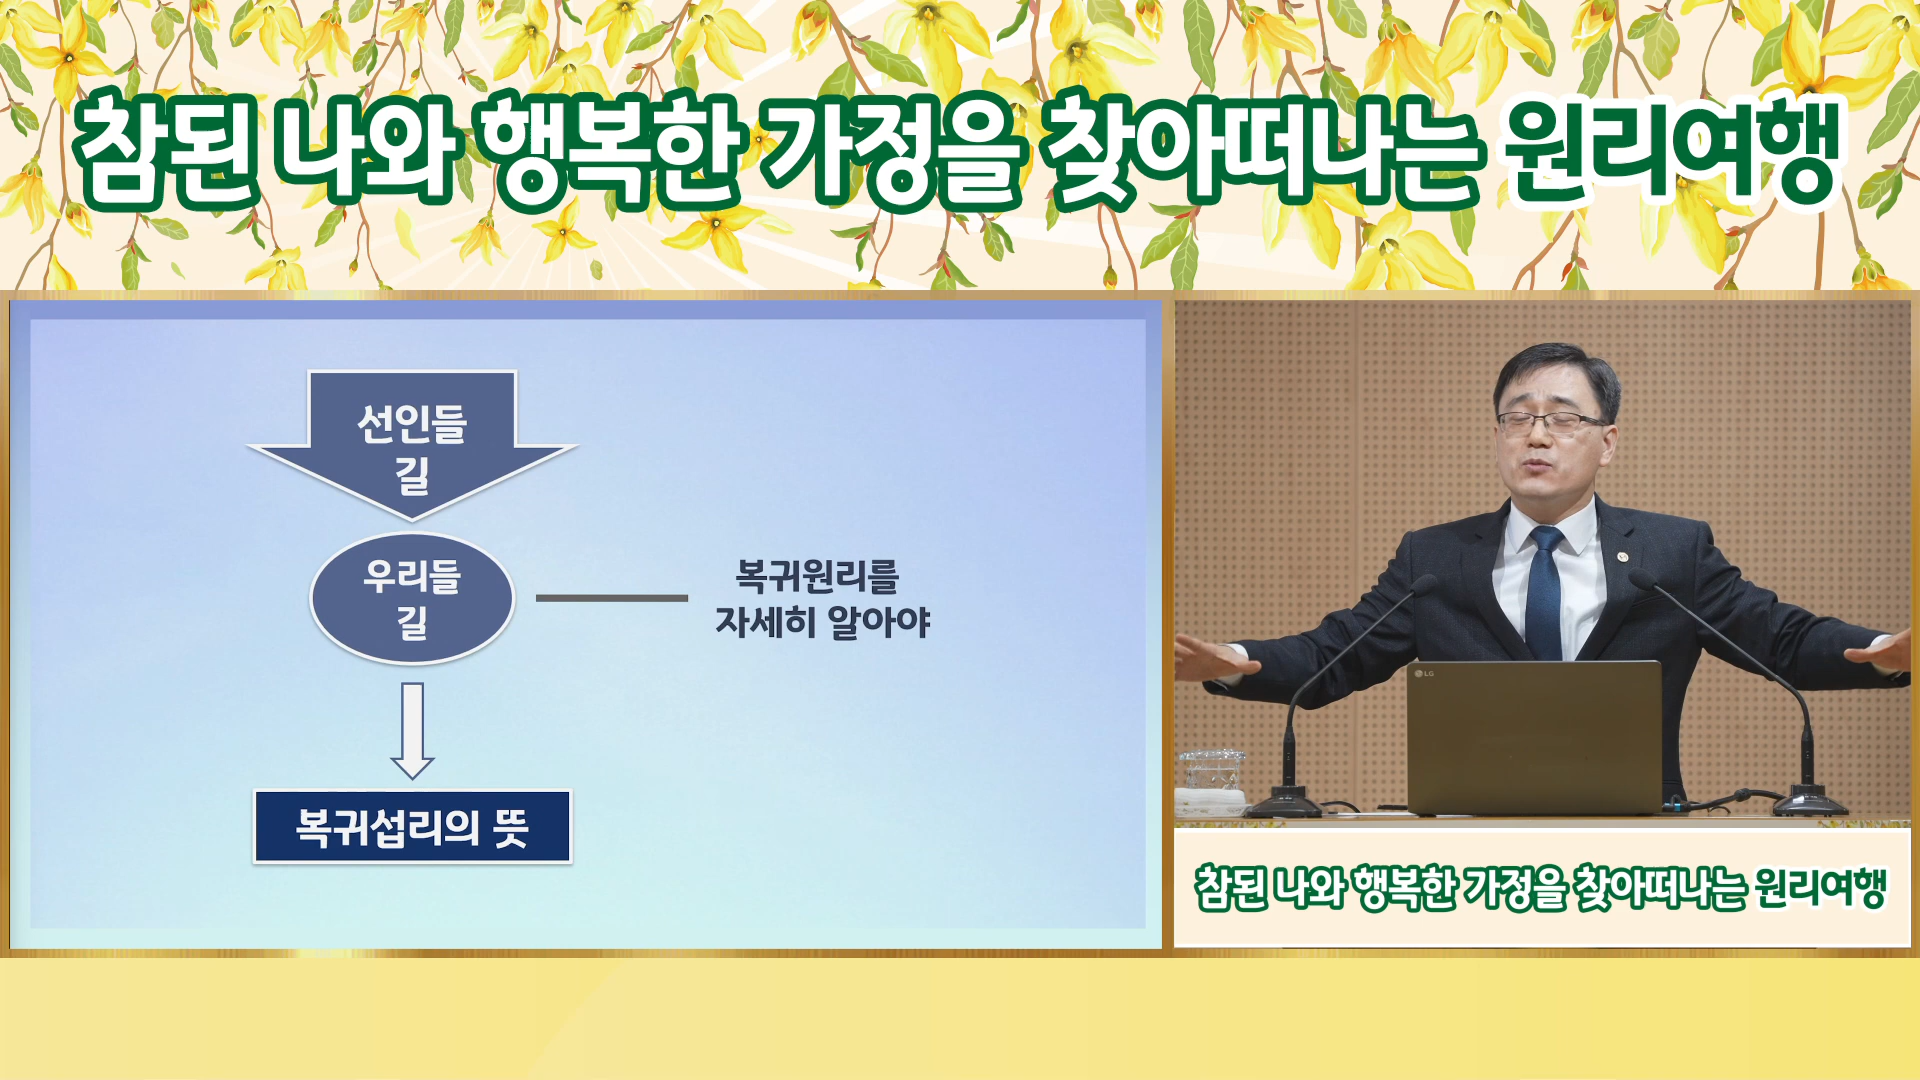 참된 나와 행복한 가정을 찾아떠나는 원리여행
선인들
길
우리들
길
복귀원리를
자세히 알아야
복귀섭리의 뜻
LG
참된 나와 행복한 가정을 찾아떠나는 원리여행